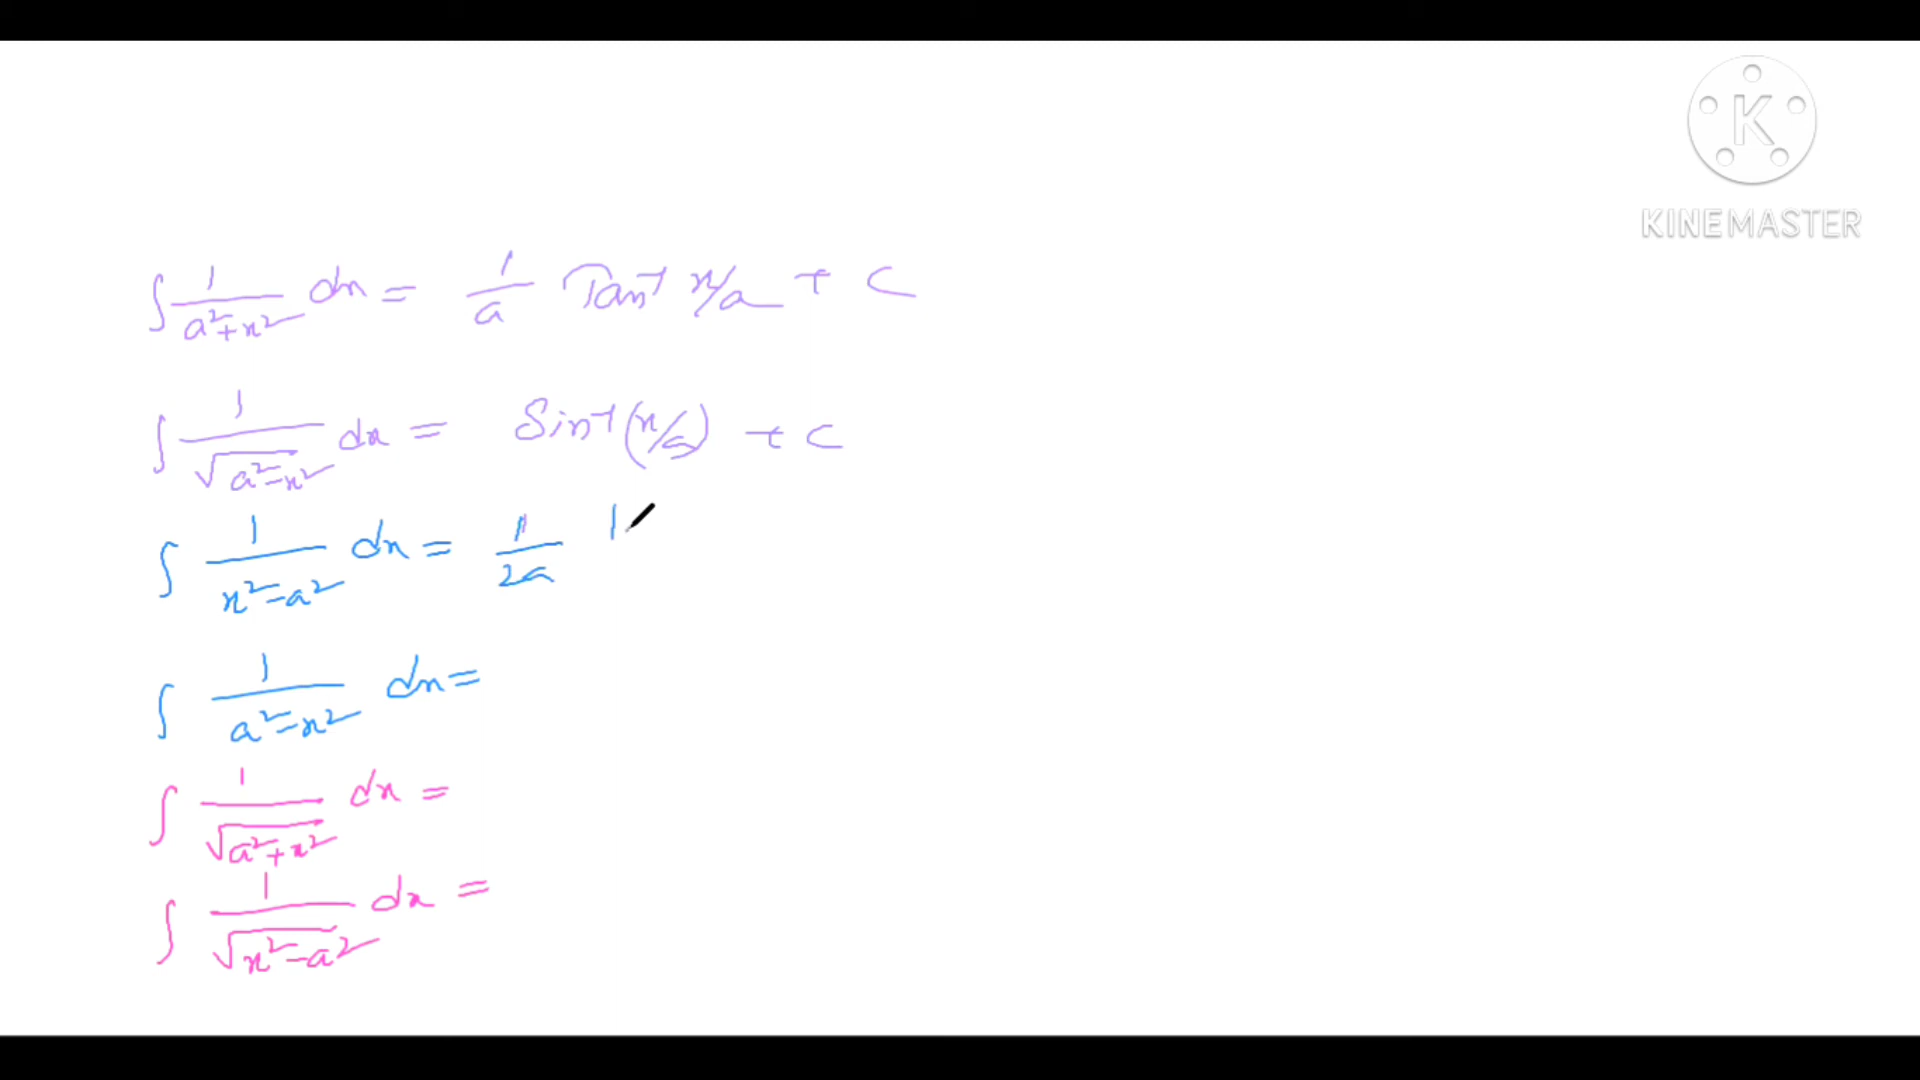 K
KINEMASTER
∫ 1/(a²+x²) dx = 1/a Tan⁻¹ x/a + C
∫ 1/√(a²-x²) dx = Sin⁻¹(x/a) + C
∫ 1/(x²-a²) dx = 1/2a 1
∫ 1/(a²-x²) dx =
∫ 1/√(a²+x²) dx =
∫ 1/√(x²-a²) dx =